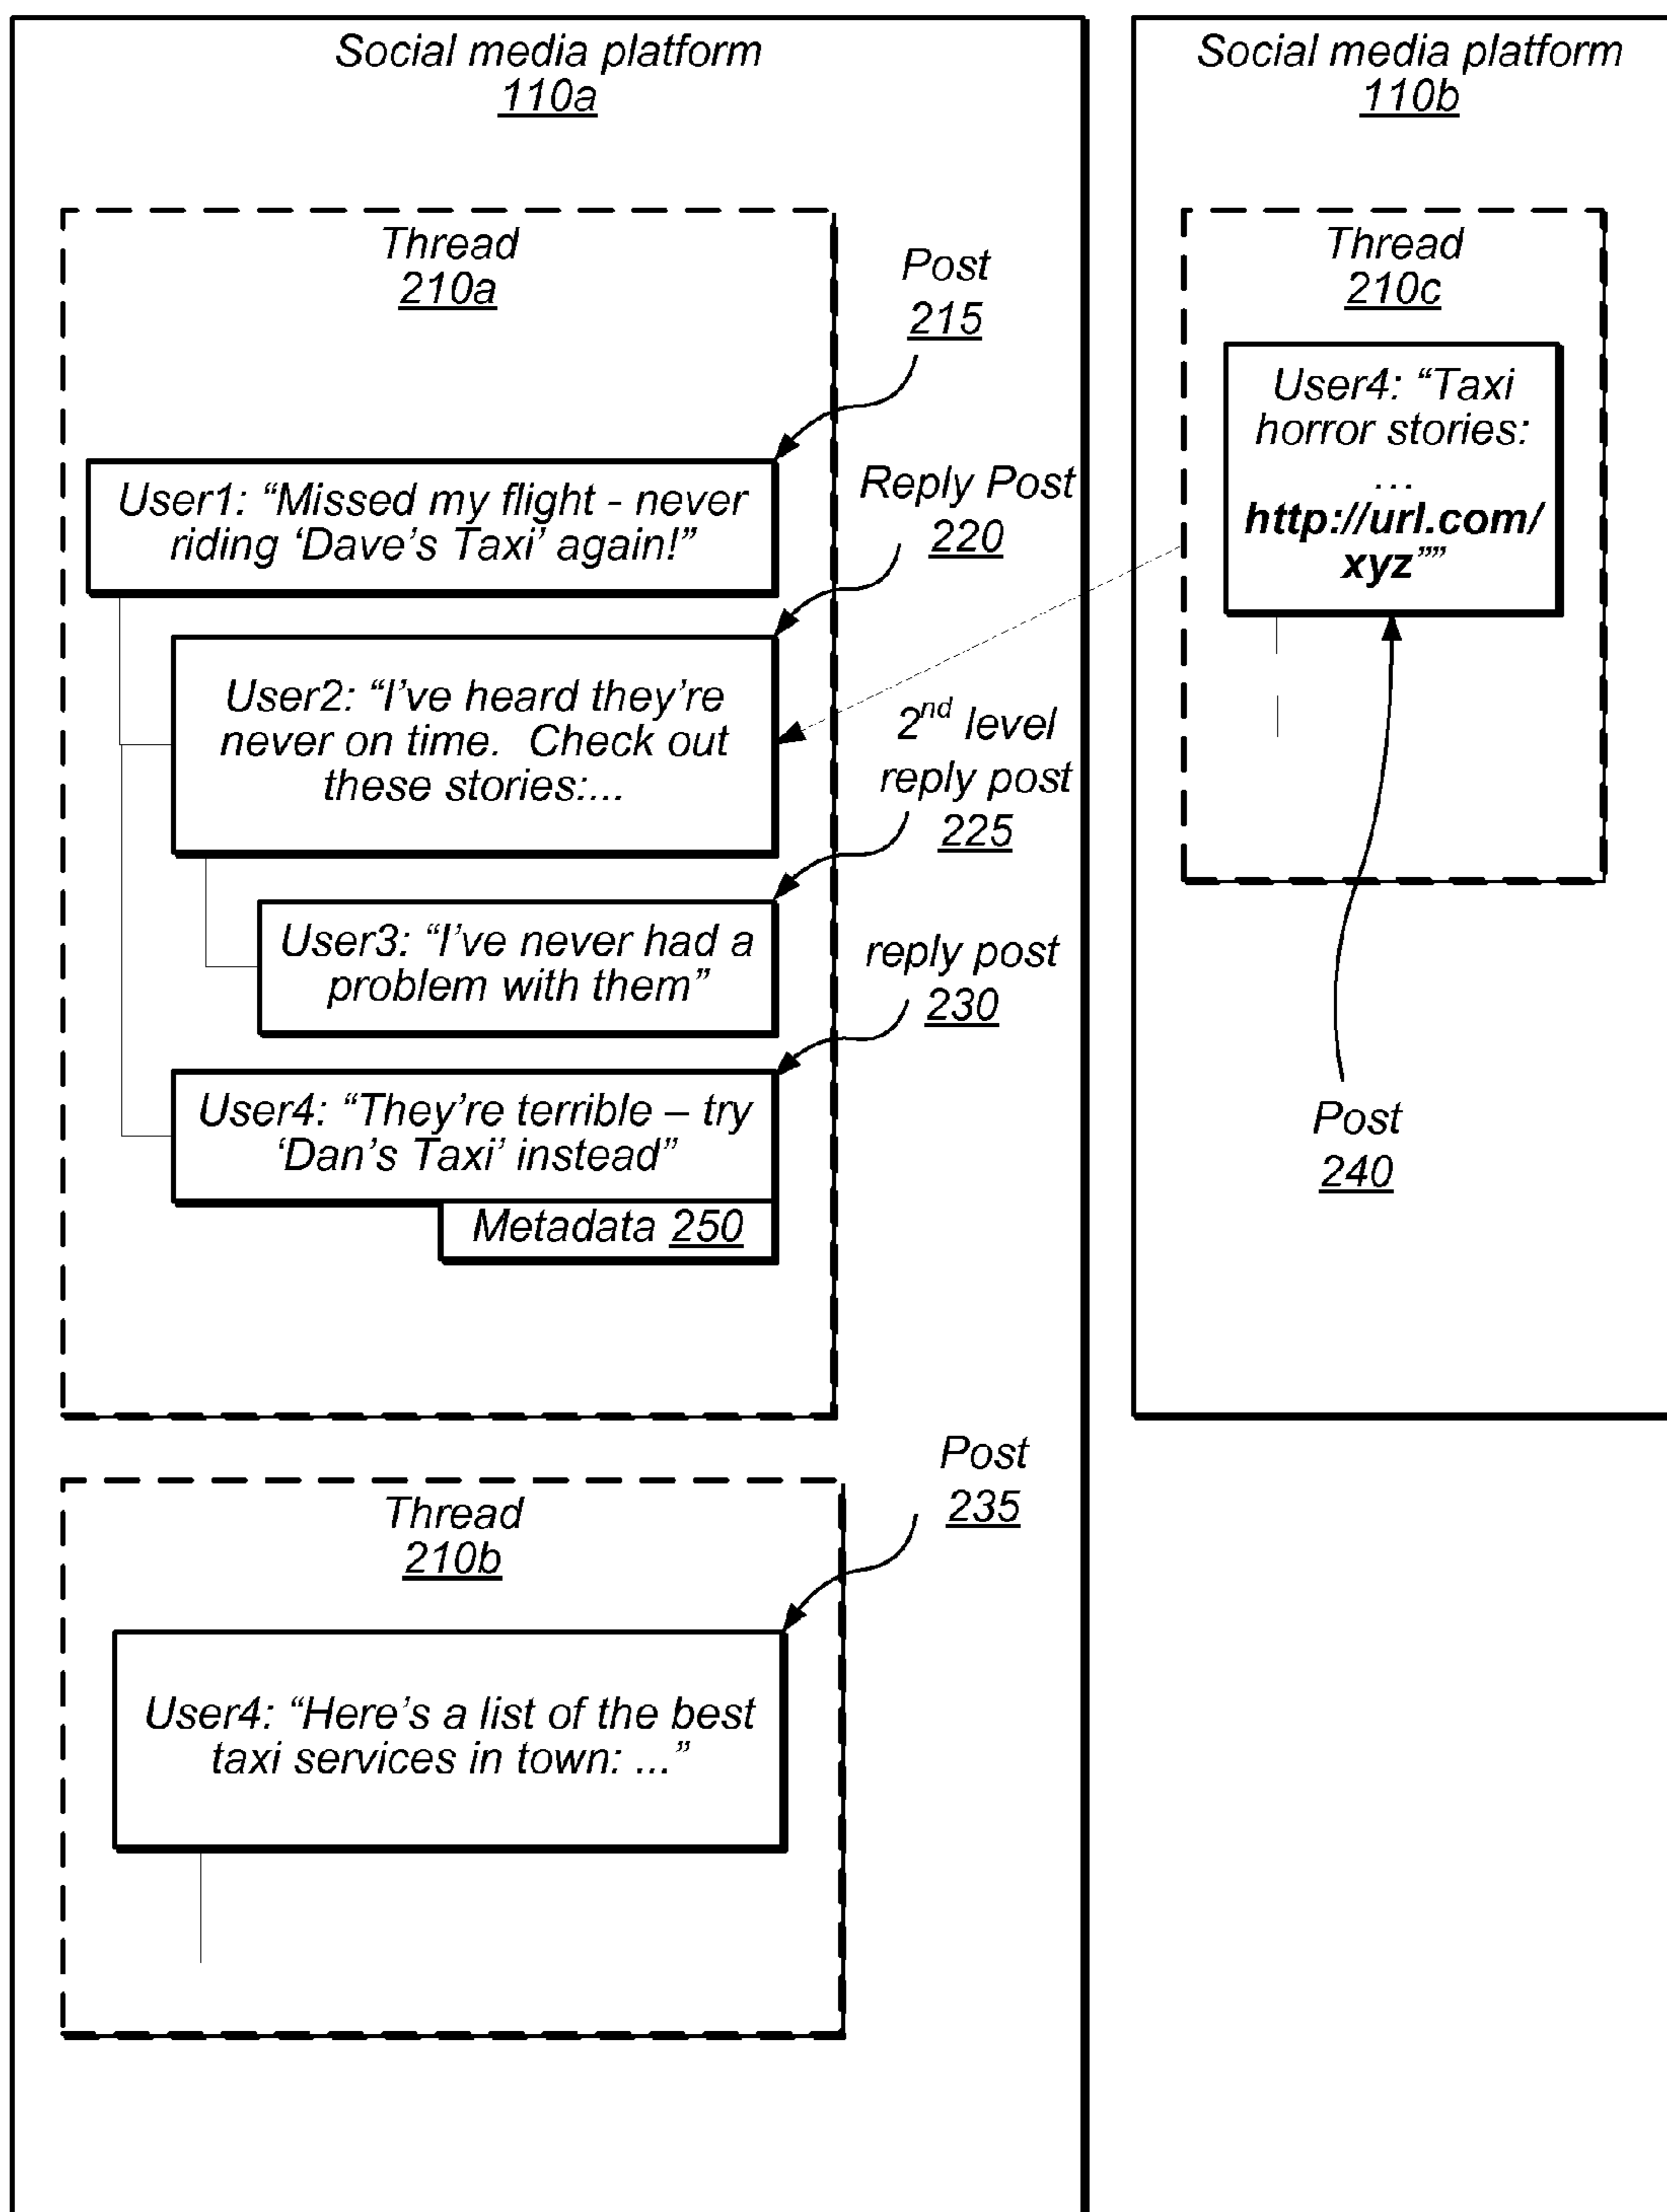 Social media platform
110a
Thread
210a
Post
215
User1: “Missed my flight - never
riding ‘Dave’s Taxi’ again!”
Reply Post
220
User2: “I’ve heard they’re
never on time.  Check out
these stories:...
2nd level
reply post
225
User3: “I’ve never had a
problem with them”
reply post
230
User4: “They’re terrible – try
‘Dan’s Taxi’ instead”
Metadata 250
Thread
210b
Post
235
User4: “Here’s a list of the best
taxi services in town: ...”
Social media platform
110b
Thread
210c
User4: “Taxi
horror stories:
...
http://url.com/
xyz””
Post
240